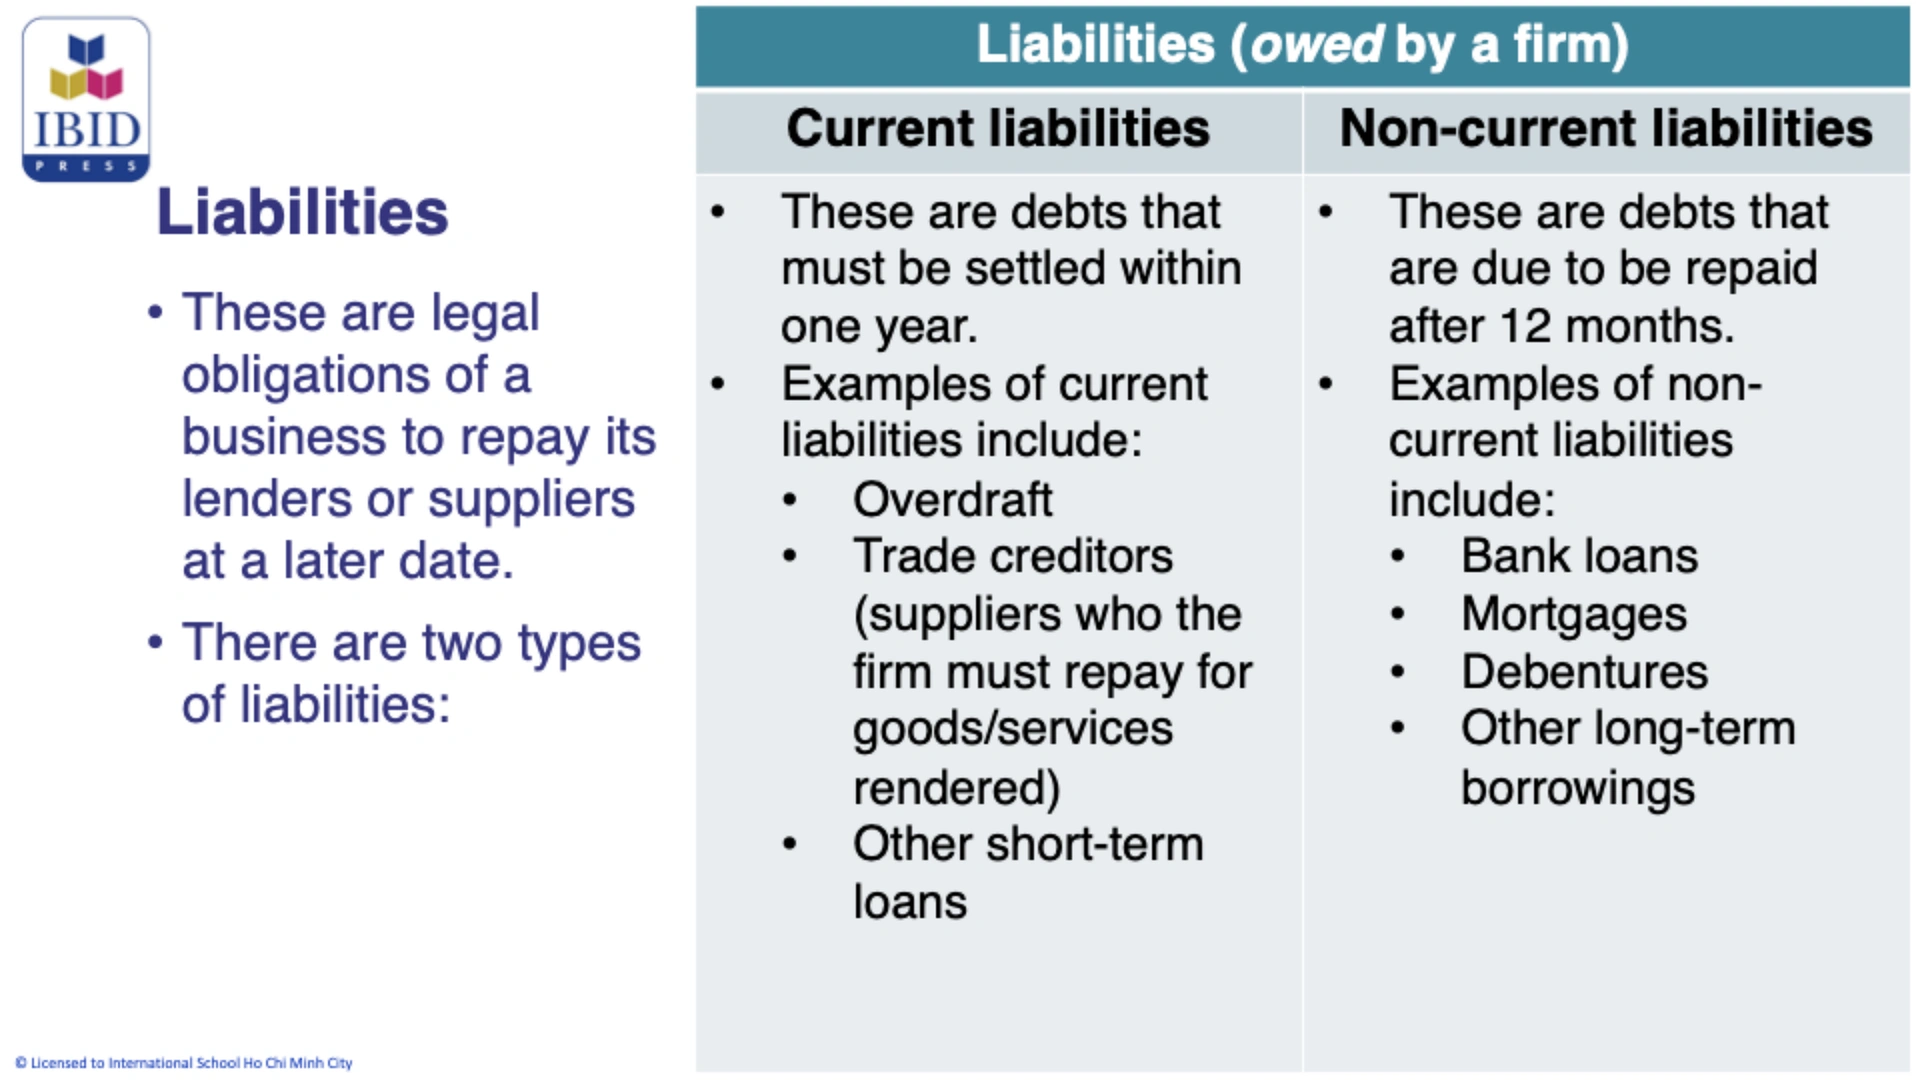 IBID
PRESS
Liabilities
• These are legal
obligations of a
business to repay its
lenders or suppliers
at a later date.
• There are two types
of liabilities:
Liabilities (owed by a firm)
Current liabilities
• These are debts that
must be settled within
one year.
• Examples of current
liabilities include:
• Overdraft
• Trade creditors
(suppliers who the
firm must repay for
goods/services
rendered)
• Other short-term
loans
Non-current liabilities
• These are debts that
are due to be repaid
after 12 months.
• Examples of non-
current liabilities
include:
• Bank loans
• Mortgages
• Debentures
• Other long-term
borrowings
© Licensed to International School Ho Chi Minh City